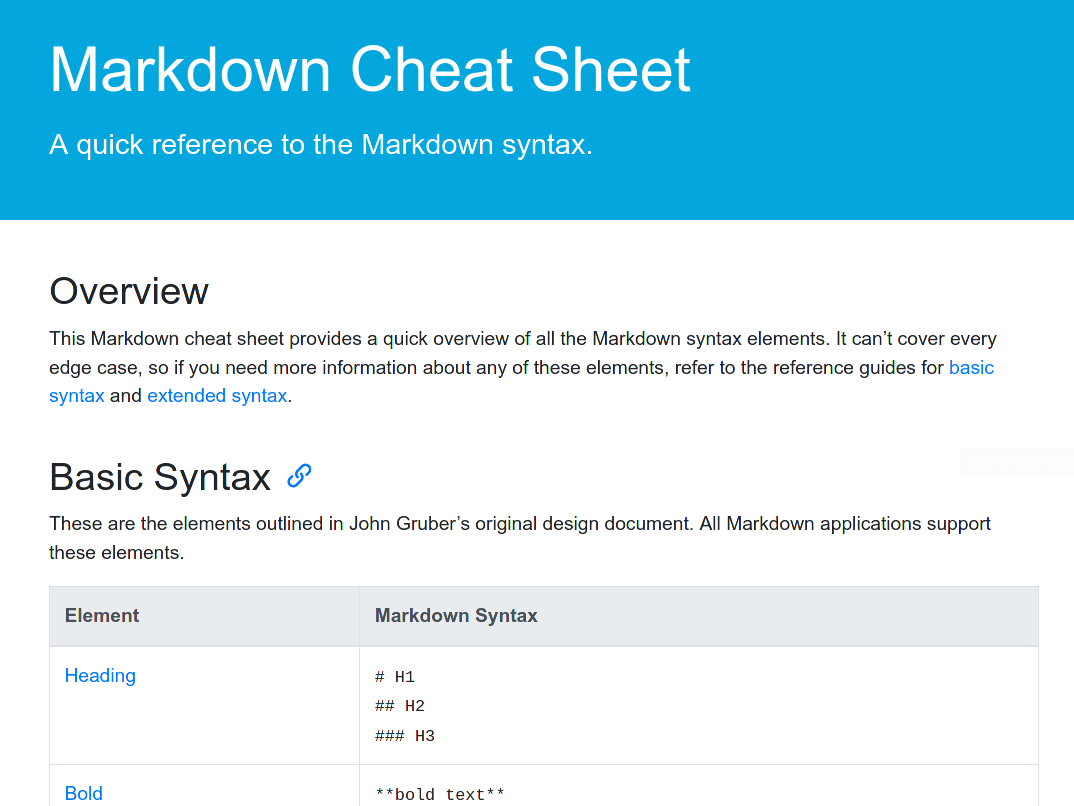 Markdown Cheat Sheet
A quick reference to the Markdown syntax.
Overview
This Markdown cheat sheet provides a quick overview of all the Markdown syntax elements. It can’t cover every
edge case, so if you need more information about any of these elements, refer to the reference guides for basic
syntax and extended syntax.
Basic Syntax
These are the elements outlined in John Gruber’s original design document. All Markdown applications support
these elements.
Element Markdown Syntax
Heading # H1
## H2
### H3
Bold **bold text**